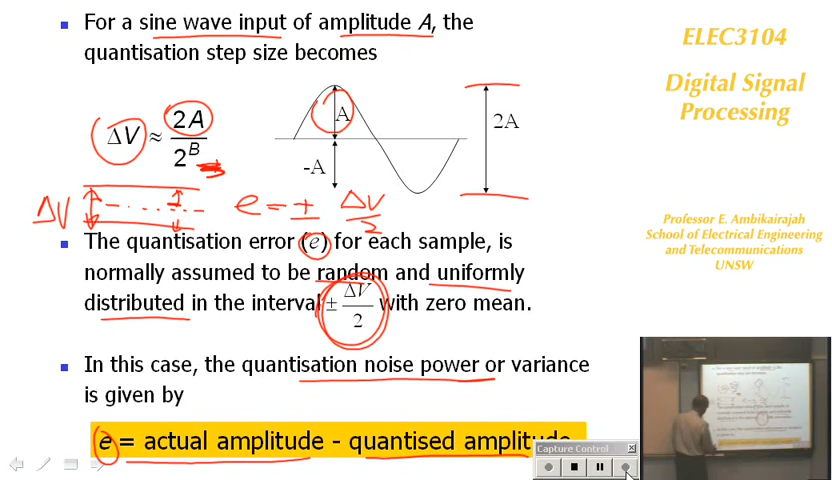 For a sine wave input of amplitude A, the
quantisation step size becomes
ΔV ≈ 2A / 2^B
A
-A
2A
ΔV
e = ± ΔV/2
The quantisation error (e) for each sample, is
normally assumed to be random and uniformly
distributed in the interval ± ΔV/2 with zero mean.
In this case, the quantisation noise power or variance
is given by
e = actual amplitude - quantised amplitude
ELEC3104
Digital Signal
Processing
Professor E. Ambikairajah
School of Electrical Engineering
and Telecommunications
UNSW
Capture Control